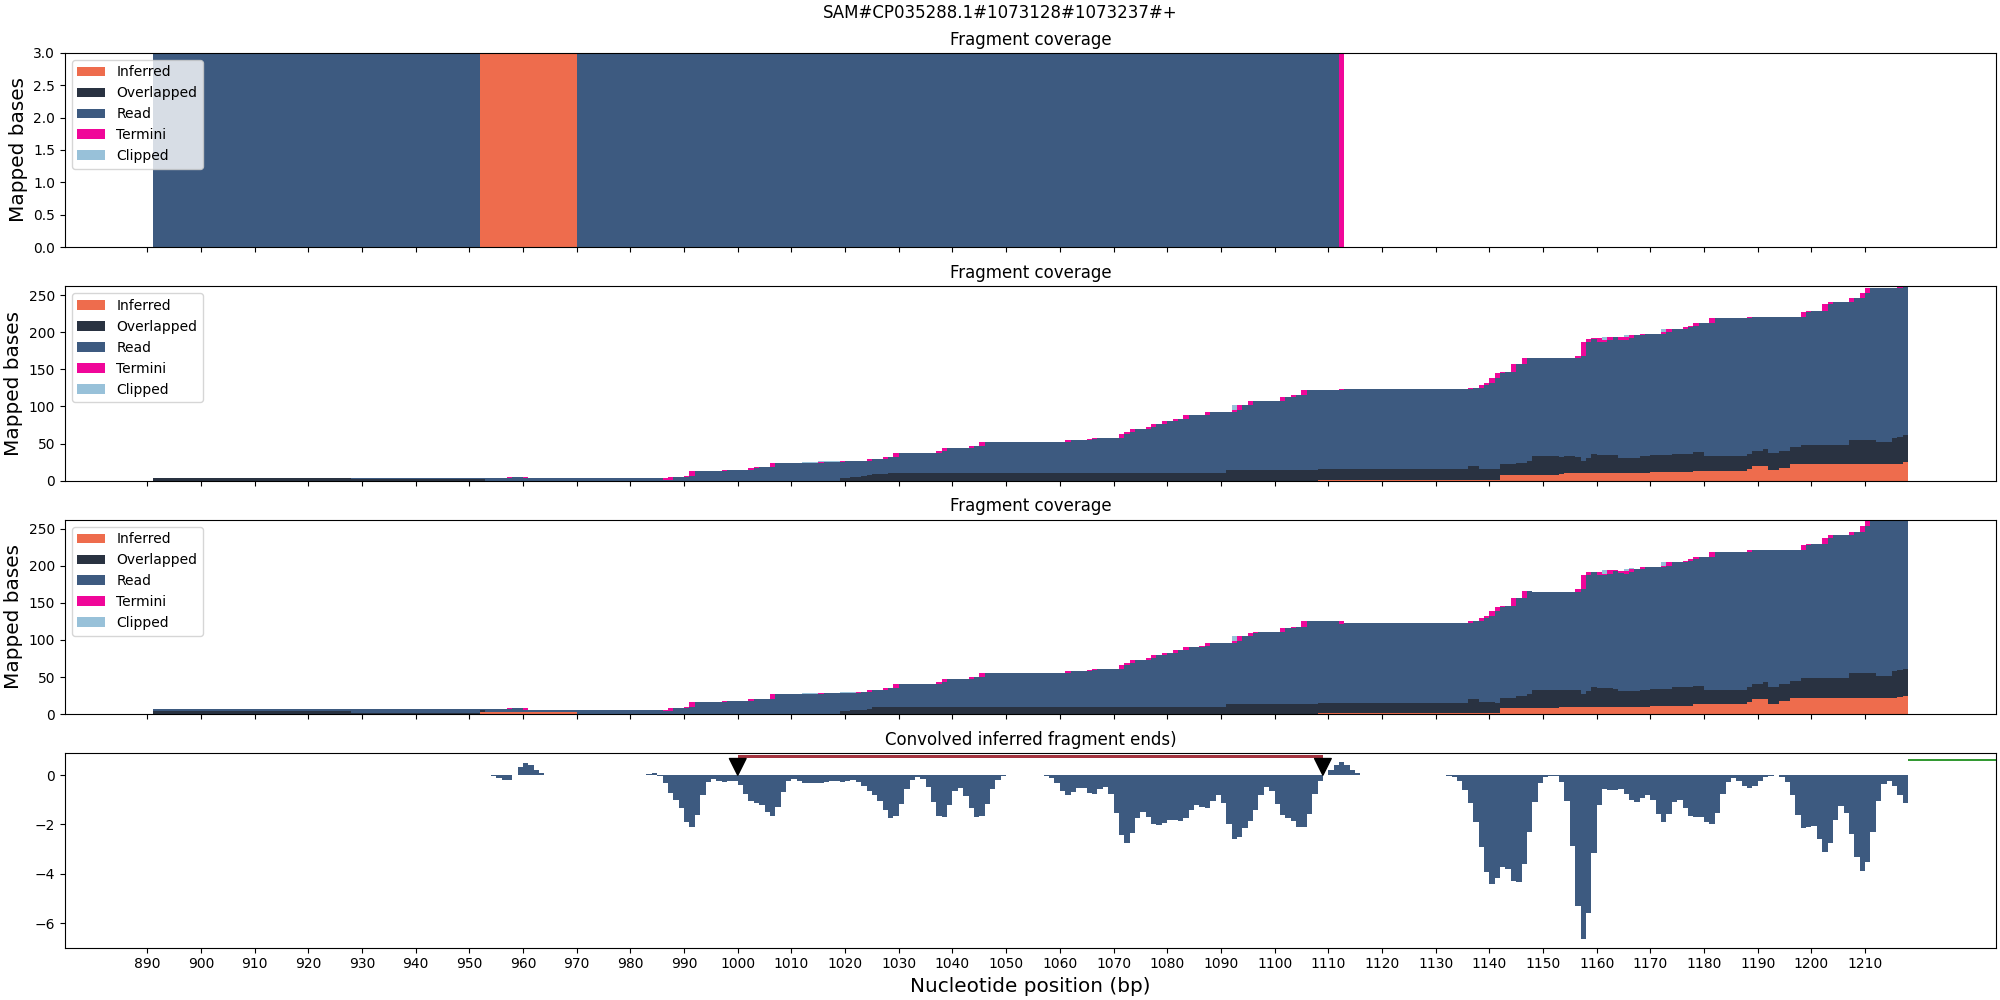 SAM#CP035288.1#1073128#1073237#+
Fragment coverage
Mapped bases
3.0
2.5
2.0
1.5
1.0
0.5
0.0
Inferred
Overlapped
Read
Termini
Clipped
Fragment coverage
Mapped bases
250
200
150
100
50
0
Inferred
Overlapped
Read
Termini
Clipped
Fragment coverage
Mapped bases
250
200
150
100
50
0
Inferred
Overlapped
Read
Termini
Clipped
Convolved inferred fragment ends)
0
−2
−4
−6
890 900 910 920 930 940 950 960 970 980 990 1000 1010 1020 1030 1040 1050 1060 1070 1080 1090 1100 1110 1120 1130 1140 1150 1160 1170 1180 1190 1200 1210
Nucleotide position (bp)